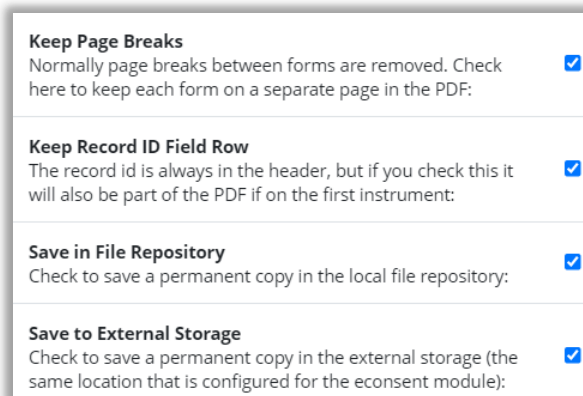 Keep Page Breaks
Normally page breaks between forms are removed. Check
here to keep each form on a separate page in the PDF:
Keep Record ID Field Row
The record id is always in the header, but if you check this it
will also be part of the PDF if on the first instrument:
Save in File Repository
Check to save a permanent copy in the local file repository:
Save to External Storage
Check to save a permanent copy in the external storage (the
same location that is configured for the econsent module):